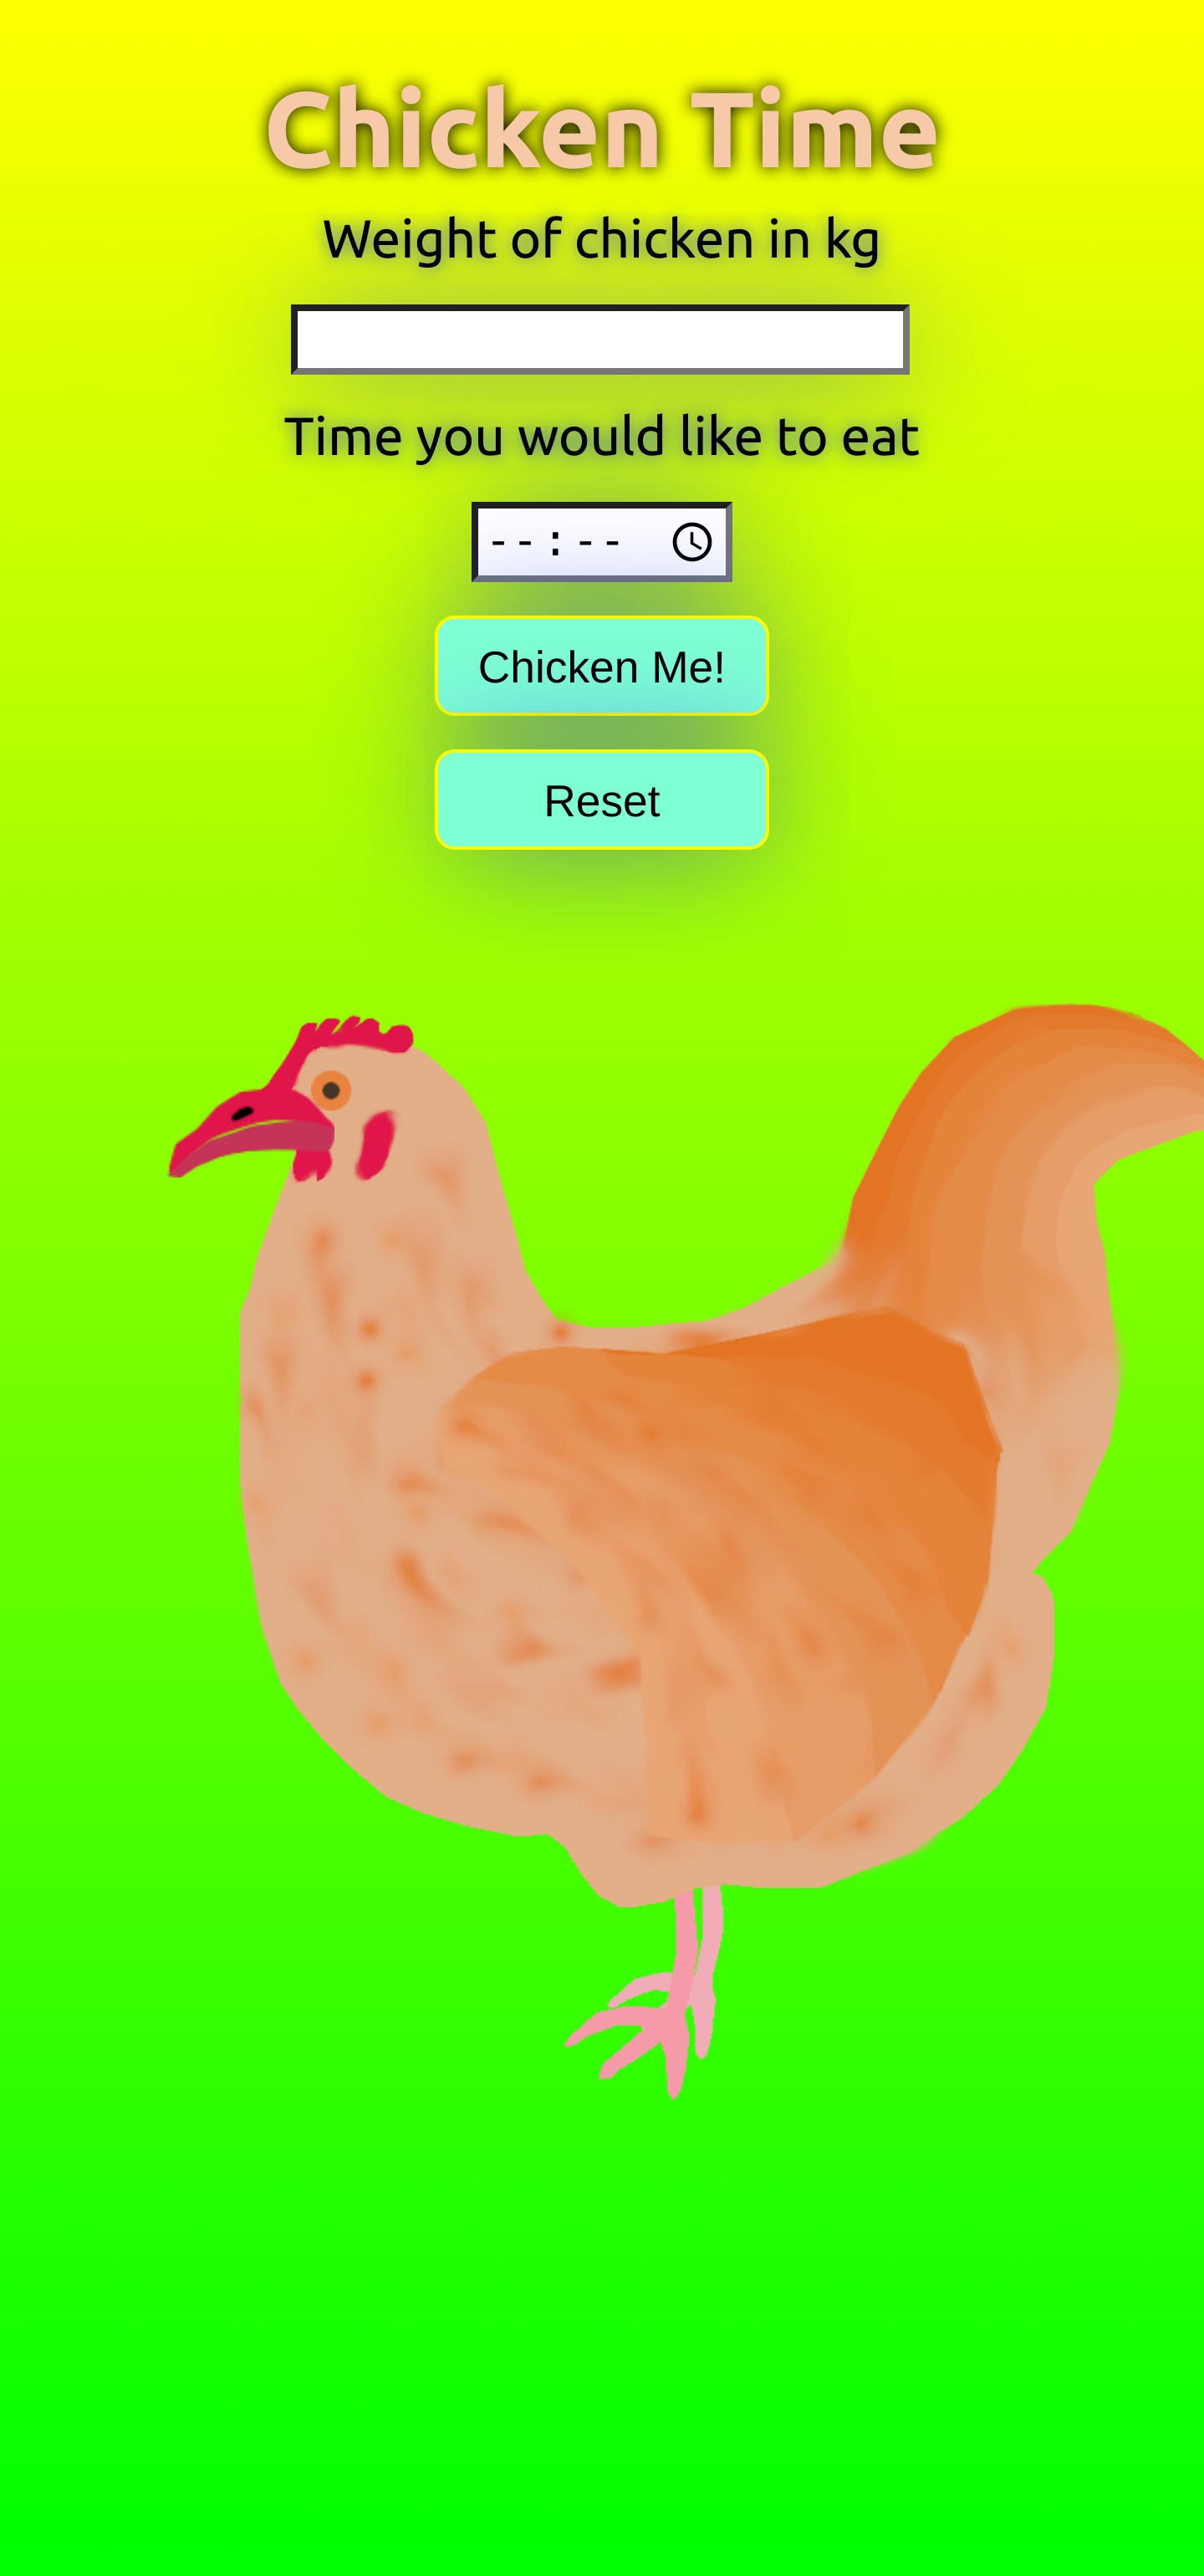 Chicken Time
Weight of chicken in kg
Time you would like to eat
--:--
Chicken Me!
Reset